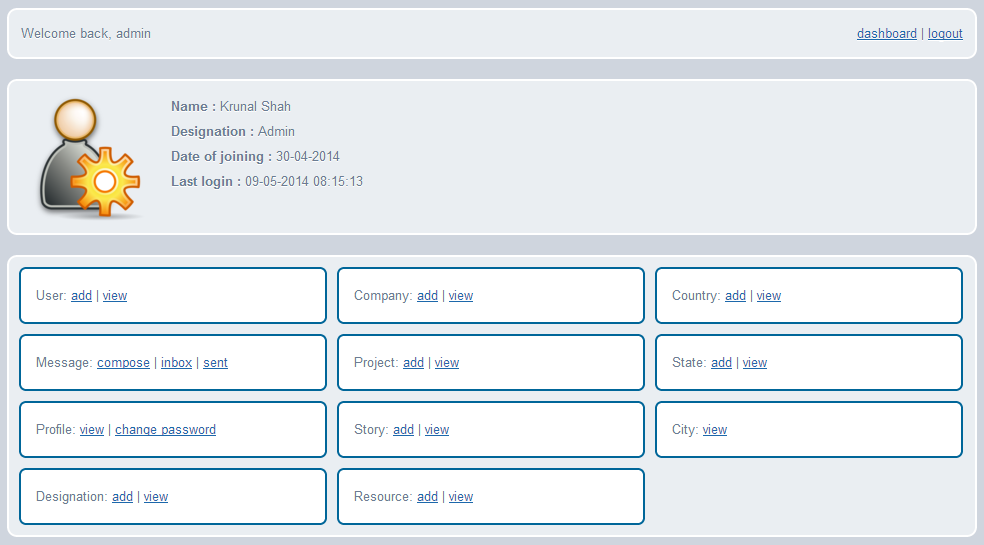 Welcome back, admin
dashboard | logout
Name : Krunal Shah
Designation : Admin
Date of joining : 30-04-2014
Last login : 09-05-2014 08:15:13
User: add | view
Company: add | view
Country: add | view
Message: compose | inbox | sent
Project: add | view
State: add | view
Profile: view | change password
Story: add | view
City: view
Designation: add | view
Resource: add | view